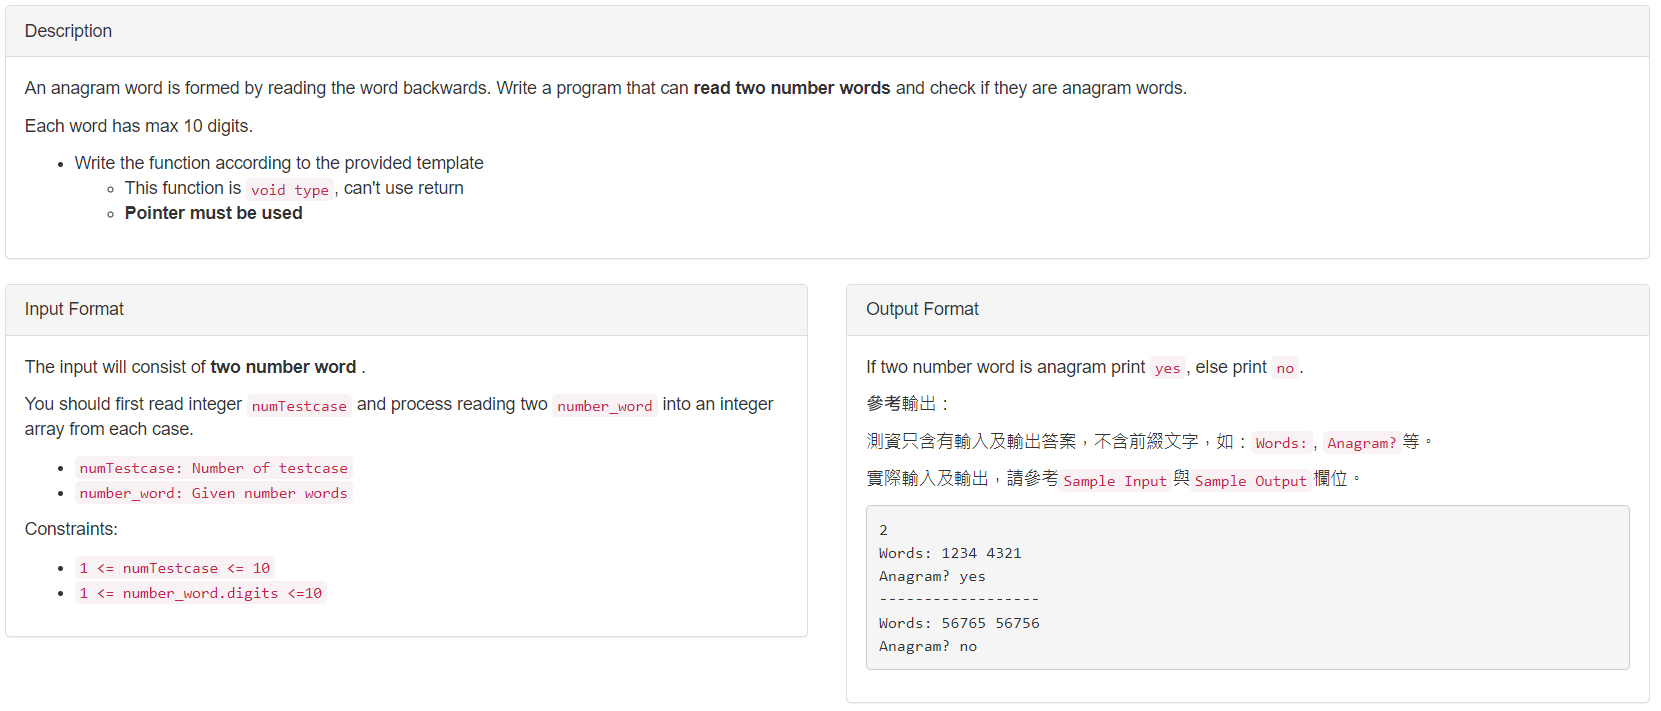 Description
An anagram word is formed by reading the word backwards. Write a program that can read two number words and check if they are anagram words.
Each word has max 10 digits.
• Write the function according to the provided template
◦ This function is void type , can't use return
◦ Pointer must be used
Input Format
The input will consist of two number word .
You should first read integer numTestcase and process reading two number_word into an integer
array from each case.
• numTestcase: Number of testcase
• number_word: Given number words
Constraints:
• 1 <= numTestcase <= 10
• 1 <= number_word.digits <=10
Output Format
If two number word is anagram print yes , else print no .
參考輸出：
測資只含有輸入及輸出答案，不含前綴文字，如：Words: , Anagram? 等。
實際輸入及輸出，請參考 Sample Input 與 Sample Output 欄位。
2
Words: 1234 4321
Anagram? yes
------------------
Words: 56765 56756
Anagram? no